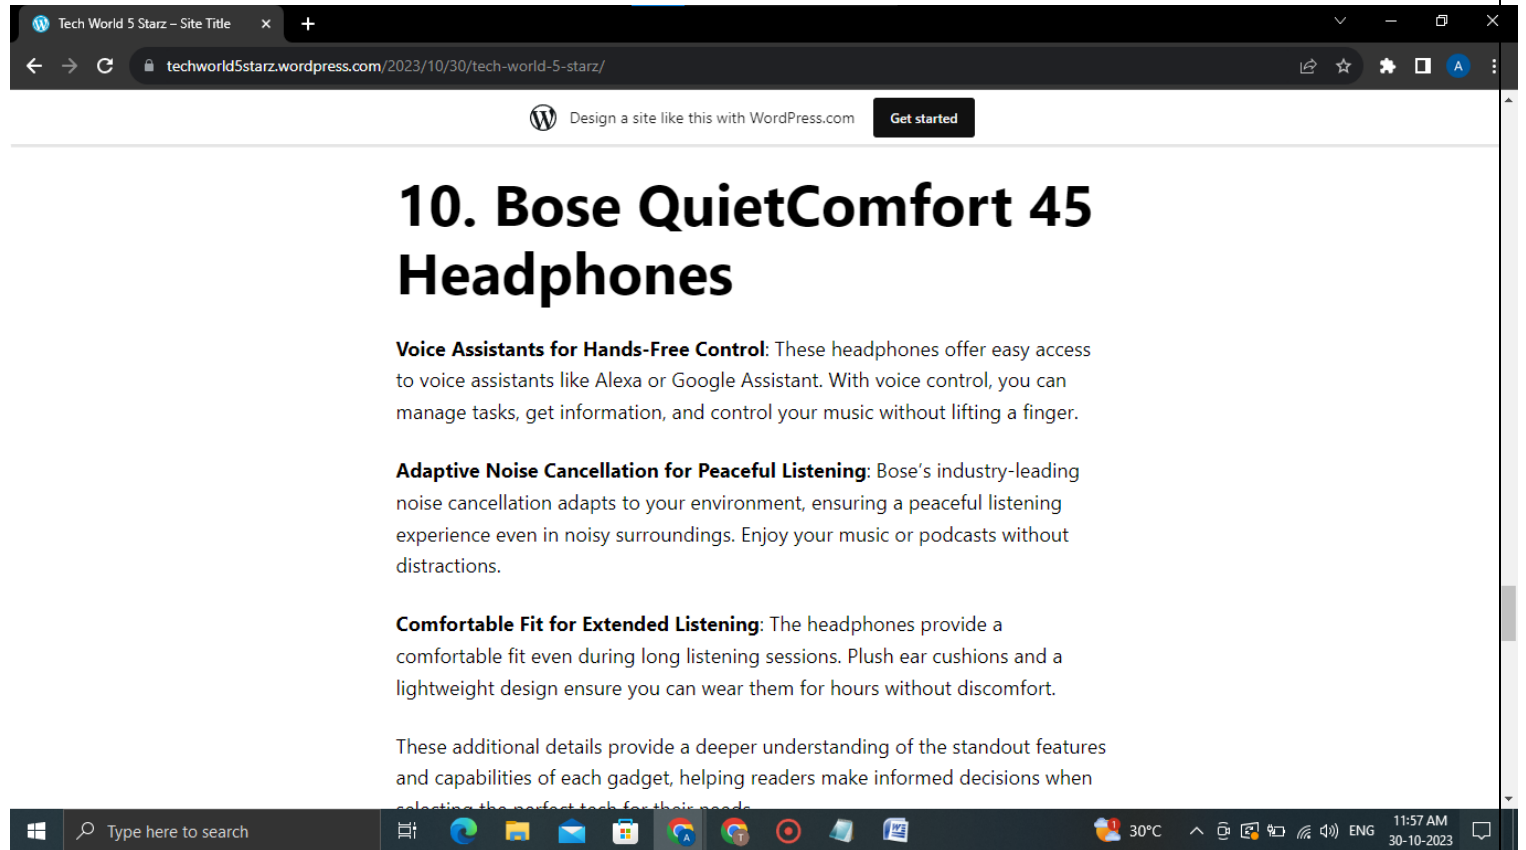 Tech World 5 Starz – Site Title
techworld5starz.wordpress.com/2023/10/30/tech-world-5-starz/
A
Design a site like this with WordPress.com Get started
10. Bose QuietComfort 45
Headphones
Voice Assistants for Hands-Free Control: These headphones offer easy access
to voice assistants like Alexa or Google Assistant. With voice control, you can
manage tasks, get information, and control your music without lifting a finger.
Adaptive Noise Cancellation for Peaceful Listening: Bose’s industry-leading
noise cancellation adapts to your environment, ensuring a peaceful listening
experience even in noisy surroundings. Enjoy your music or podcasts without
distractions.
Comfortable Fit for Extended Listening: The headphones provide a
comfortable fit even during long listening sessions. Plush ear cushions and a
lightweight design ensure you can wear them for hours without discomfort.
These additional details provide a deeper understanding of the standout features
and capabilities of each gadget, helping readers make informed decisions when
selecting the perfect tech for their needs.
Type here to search
1
30°C
ENG
11:57 AM
30-10-2023